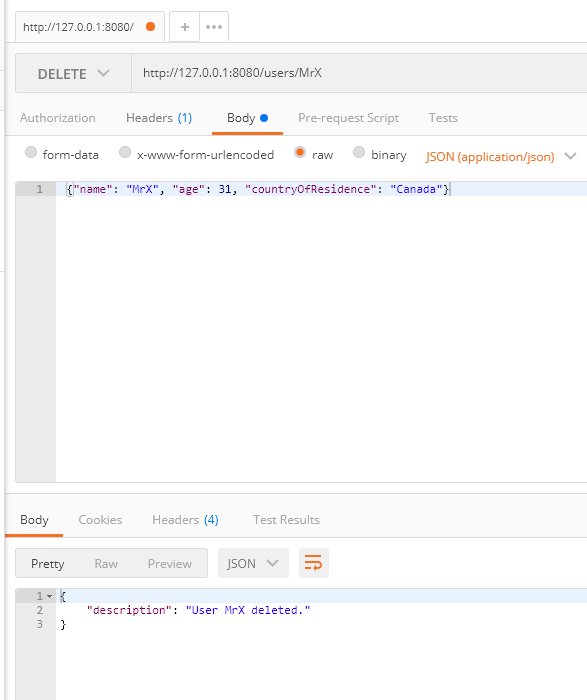 http://127.0.0.1:8080/ + •••
DELETE http://127.0.0.1:8080/users/MrX
Authorization Headers (1) Body Pre-request Script Tests
form-data x-www-form-urlencoded raw binary JSON (application/json)
1 {"name": "MrX", "age": 31, "countryOfResidence": "Canada"}
Body Cookies Headers (4) Test Results
Pretty Raw Preview JSON
1 {
2 "description": "User MrX deleted."
3 }